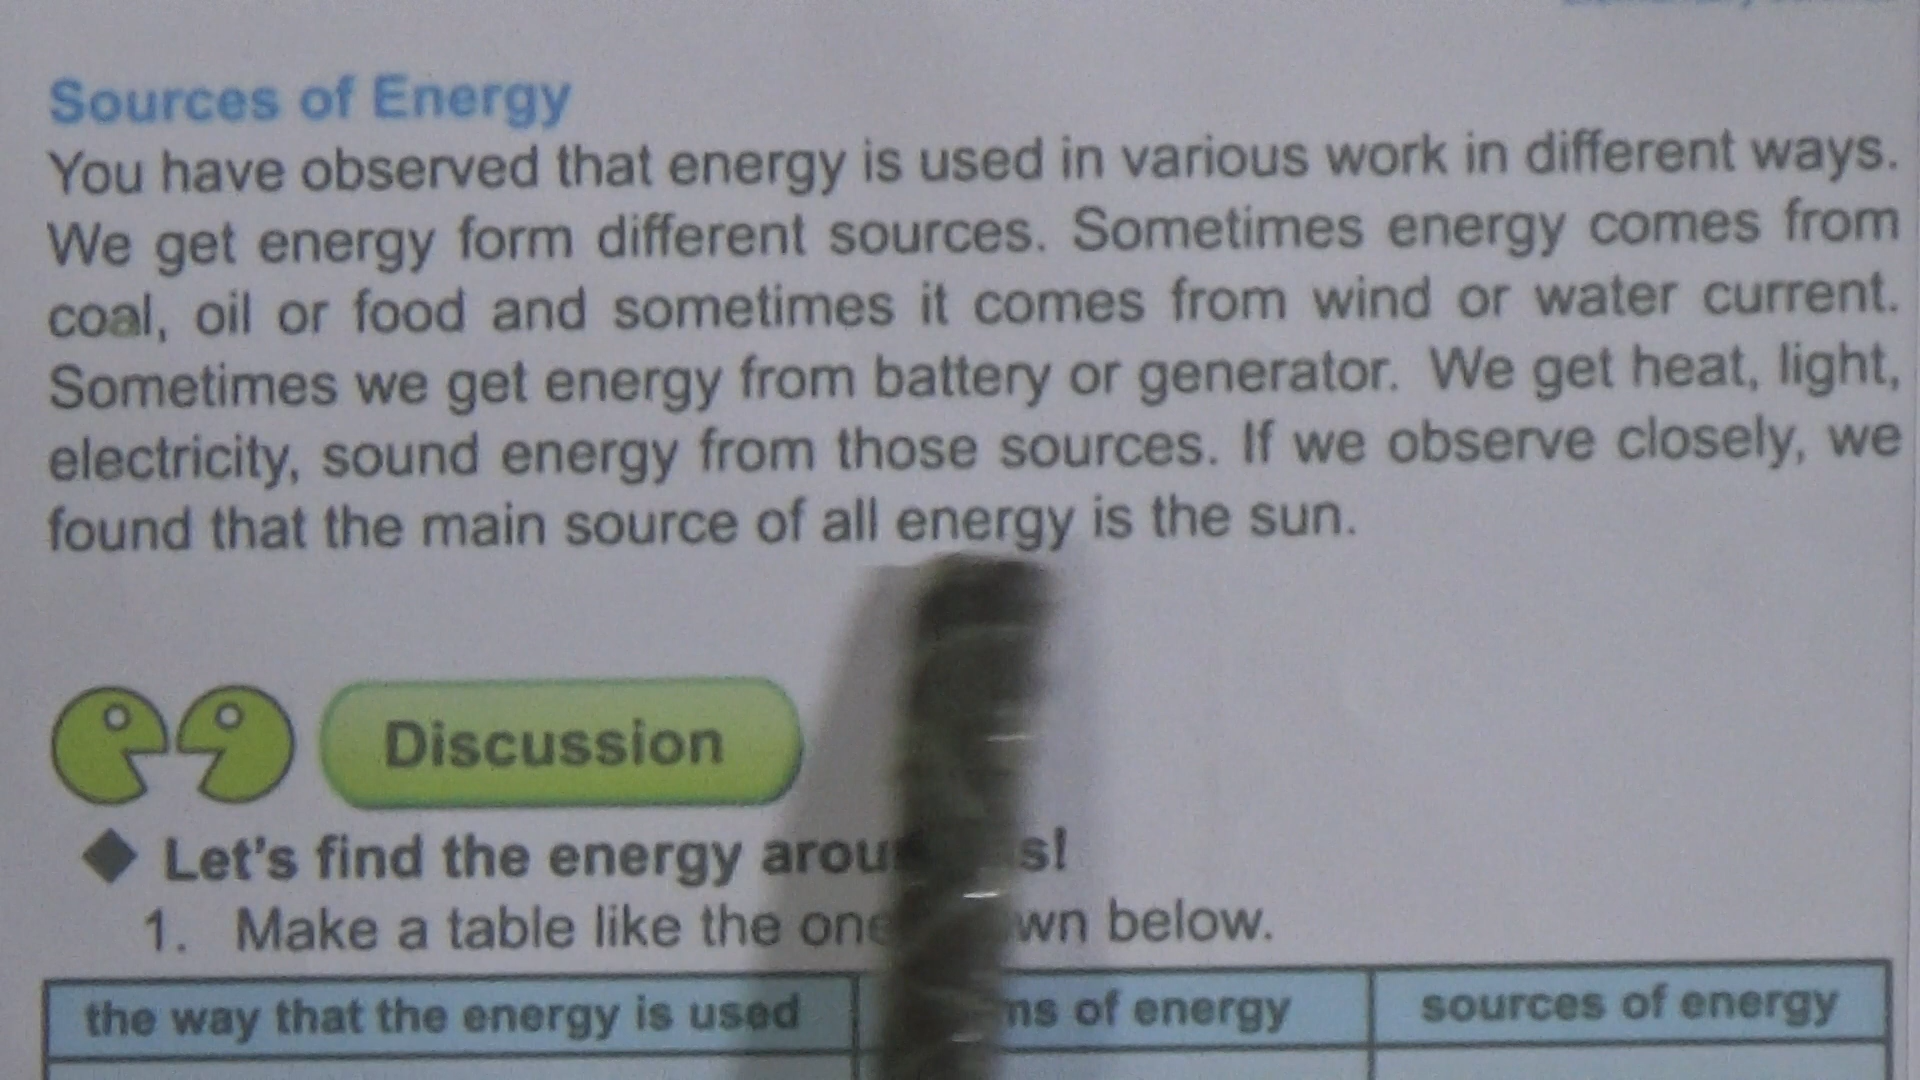 Sources of Energy
You have observed that energy is used in various work in different ways.
We get energy form different sources. Sometimes energy comes from
coal, oil or food and sometimes it comes from wind or water current.
Sometimes we get energy from battery or generator. We get heat, light,
electricity, sound energy from those sources. If we observe closely, we
found that the main source of all energy is the sun.
Discussion
Let's find the energy
1. Make a table like the below.
the way that the energy is used of energy sources of energy